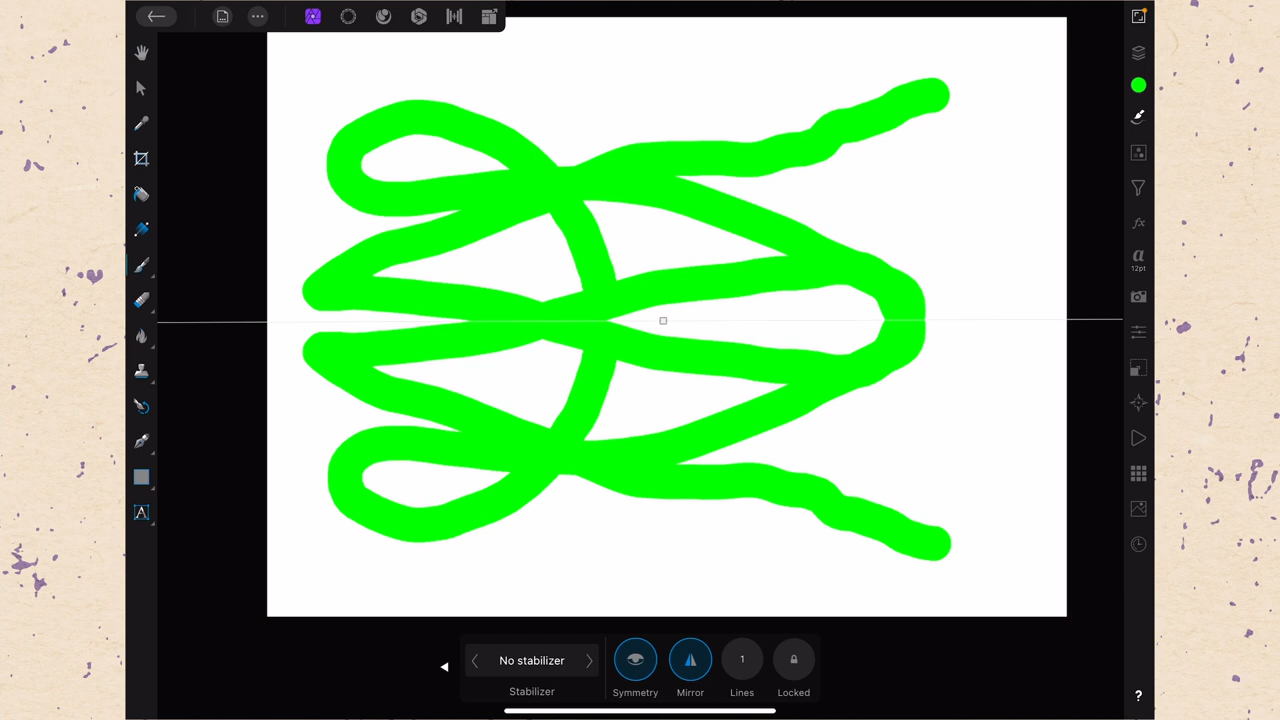 A
a
12pt
No stabilizer
1
Stabilizer
Symmetry
Mirror
Lines
Locked
?